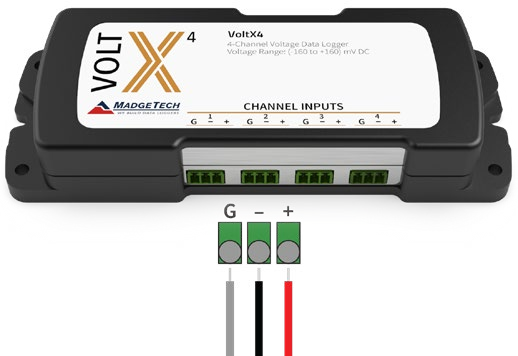 VOLT X 4
VoltX4
4-Channel Voltage Data Logger
Voltage Range: (-160 to +160) mV DC
MADGETECH
WE BUILD DATA LOGGERS
CHANNEL INPUTS
1 2 3 4
G - + G - + G - + G - +
G - +